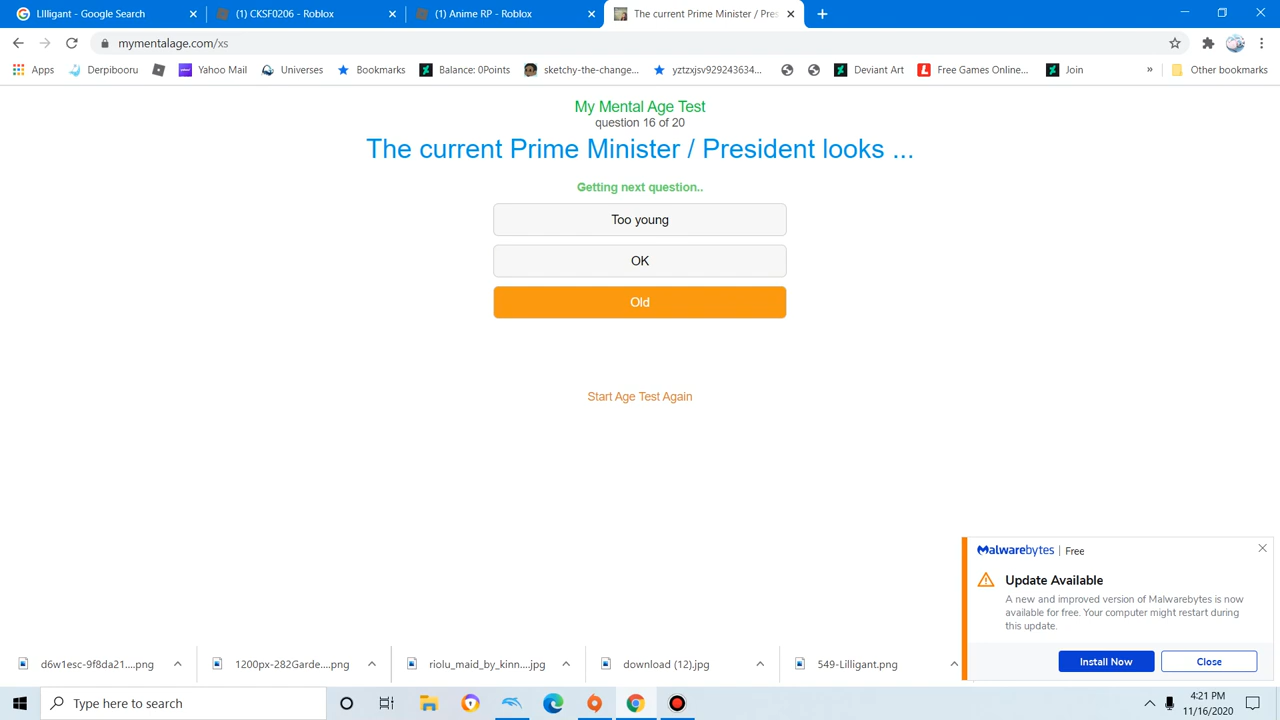 LIlligant - Google Search
(1) CKSF0206 - Roblox
(1) Anime RP - Roblox
The current Prime Minister / Pres
mymentalage.com/xs
Apps
Derpibooru
Yahoo Mail
Universes
Bookmarks
Balance: 0Points
sketchy-the-change...
yztzxjsv929243634...
Deviant Art
Free Games Online...
Join
»
Other bookmarks
My Mental Age Test
question 16 of 20
The current Prime Minister / President looks ...
Getting next question..
Too young
OK
Old
Start Age Test Again
Malwarebytes | Free
Update Available
A new and improved version of Malwarebytes is now
available for free. Your computer might restart during
this update.
Install Now
Close
d6w1esc-9f8da21....png
1200px-282Garde....png
riolu_maid_by_kinn....jpg
download (12).jpg
549-Lilligant.png
Type here to search
4:21 PM
11/16/2020